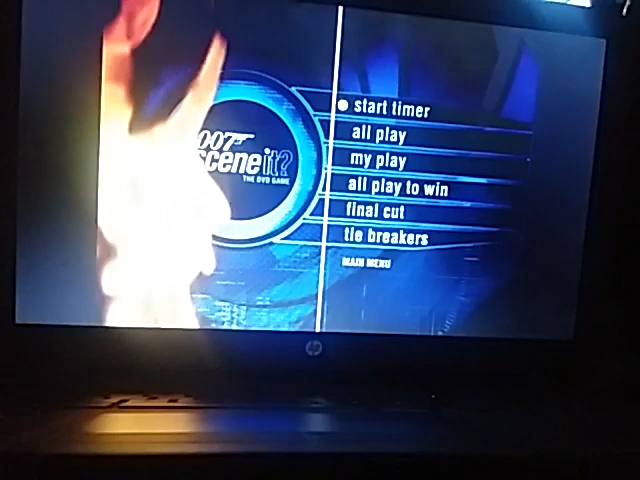 007
scene it?
THE DVD GAME
start timer
all play
my play
all play to win
final cut
tie breakers
MAIN MENU
hp